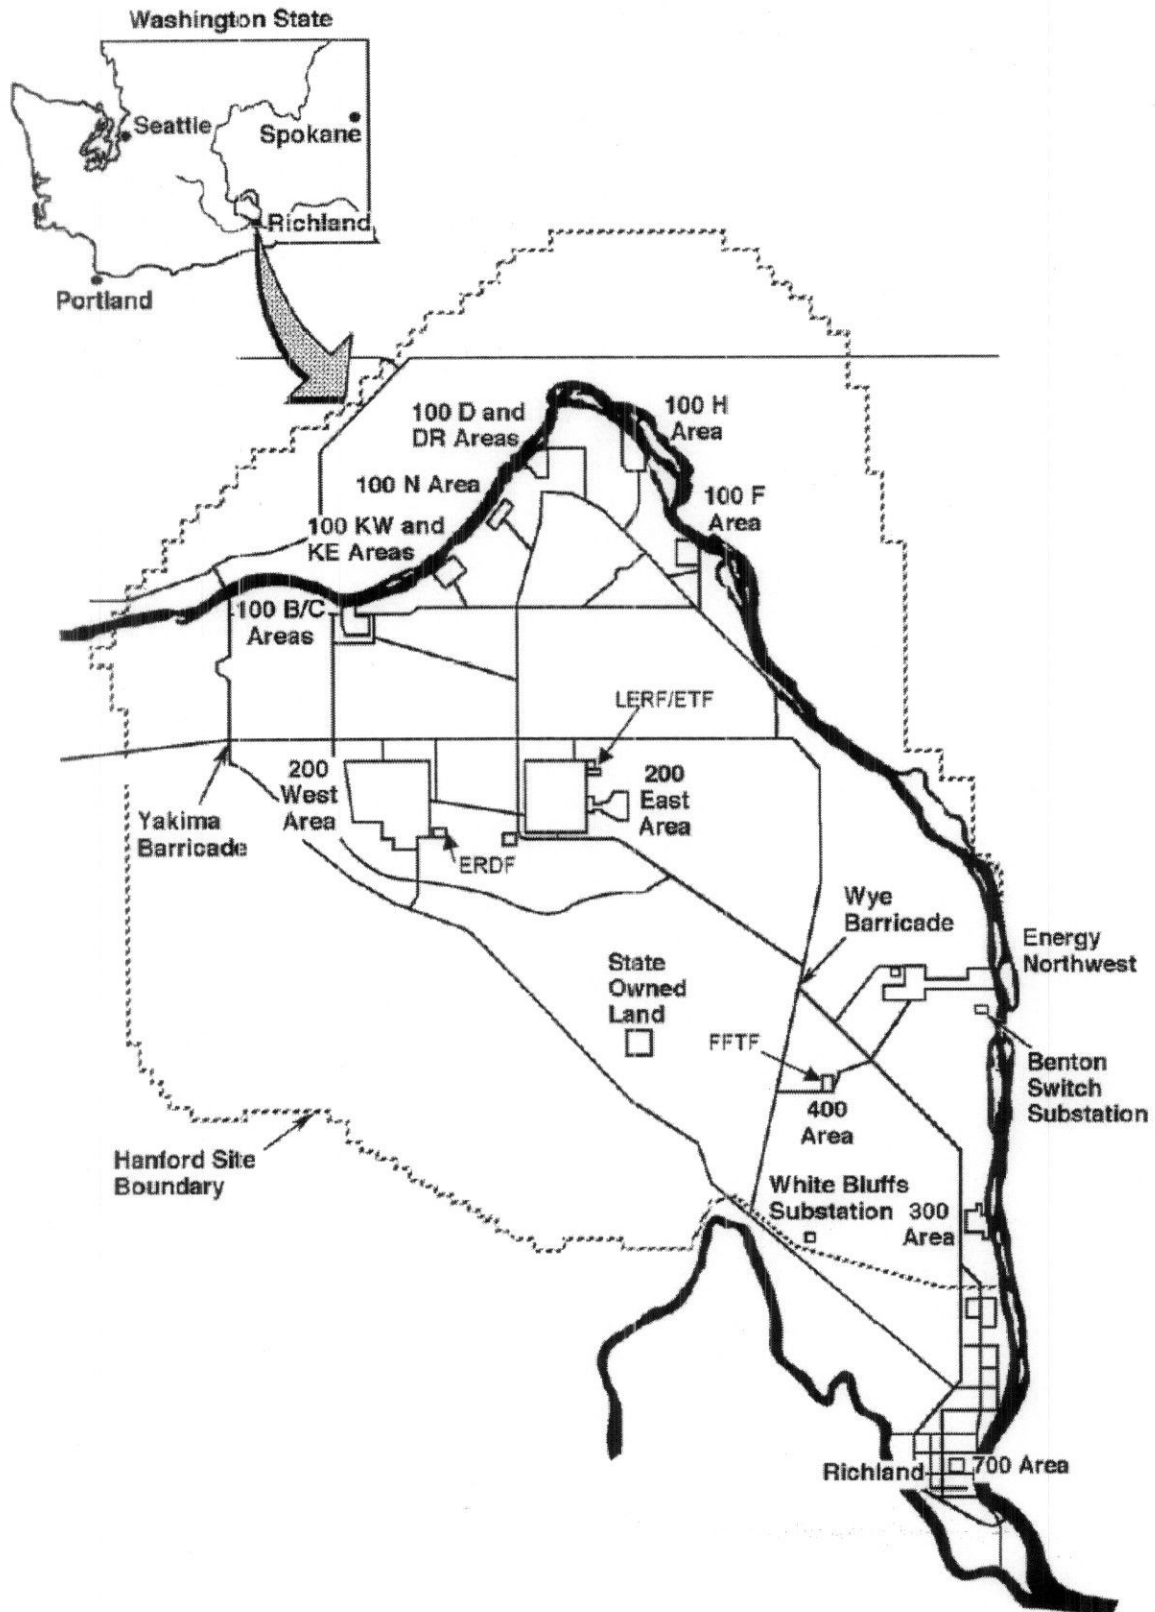 Washington State
Seattle
Spokane
Richland
Portland
100 D and
DR Areas
100 H
Area
100 N Area
100 F
Area
100 KW and
KE Areas
100 B/C
Areas
LERF/ETF
200
West
Area
200
East
Area
Yakima
Barricade
ERDF
Wye
Barricade
Energy
Northwest
State
Owned
Land
FFTF
Benton
Switch
Substation
400
Area
Hanford Site
Boundary
White Bluffs
Substation
300
Area
Richland
700 Area